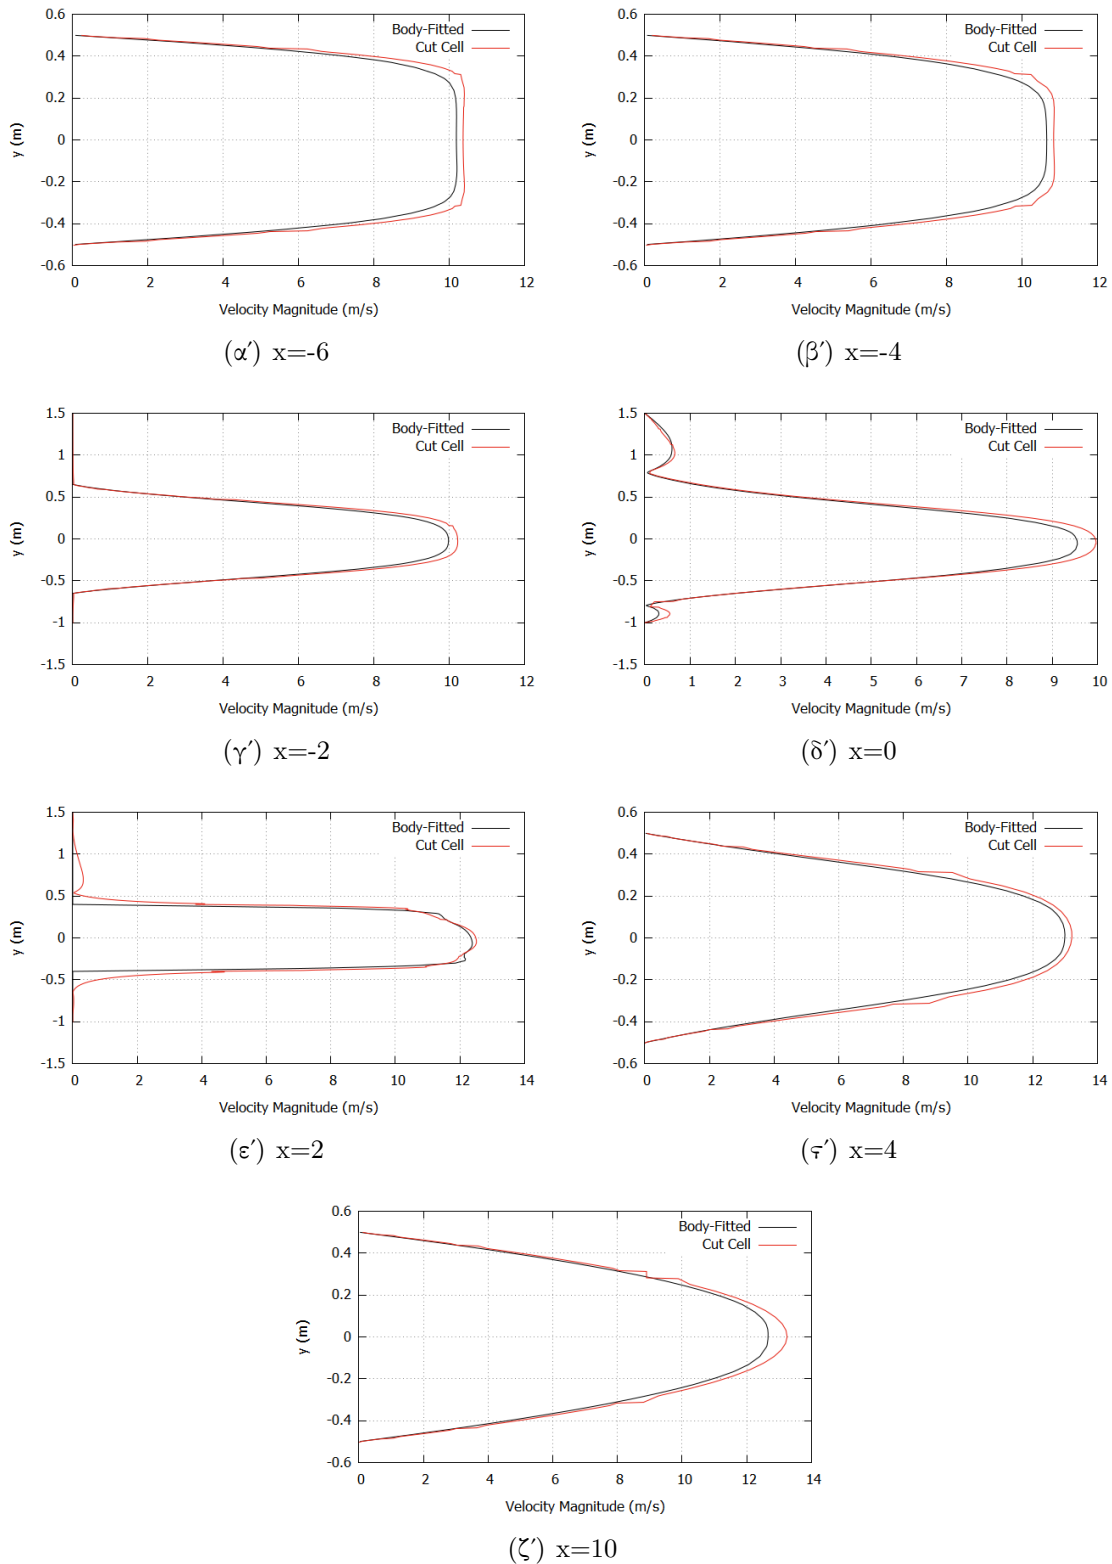 0.6
0.4
0.2
0
-0.2
-0.4
-0.6
y (m)
Body-Fitted
Cut Cell
0 2 4 6 8 10 12
Velocity Magnitude (m/s)
(α′) x=-6
0.6
0.4
0.2
0
-0.2
-0.4
-0.6
y (m)
Body-Fitted
Cut Cell
0 2 4 6 8 10 12
Velocity Magnitude (m/s)
(β′) x=-4
1.5
1
0.5
0
-0.5
-1
-1.5
y (m)
Body-Fitted
Cut Cell
0 2 4 6 8 10 12
Velocity Magnitude (m/s)
(γ′) x=-2
1.5
1
0.5
0
-0.5
-1
-1.5
y (m)
Body-Fitted
Cut Cell
0 1 2 3 4 5 6 7 8 9 10
Velocity Magnitude (m/s)
(δ′) x=0
1.5
1
0.5
0
-0.5
-1
-1.5
y (m)
Body-Fitted
Cut Cell
0 2 4 6 8 10 12 14
Velocity Magnitude (m/s)
(ε′) x=2
0.6
0.4
0.2
0
-0.2
-0.4
-0.6
y (m)
Body-Fitted
Cut Cell
0 2 4 6 8 10 12 14
Velocity Magnitude (m/s)
(ϛ′) x=4
0.6
0.4
0.2
0
-0.2
-0.4
-0.6
y (m)
Body-Fitted
Cut Cell
0 2 4 6 8 10 12 14
Velocity Magnitude (m/s)
(ζ′) x=10